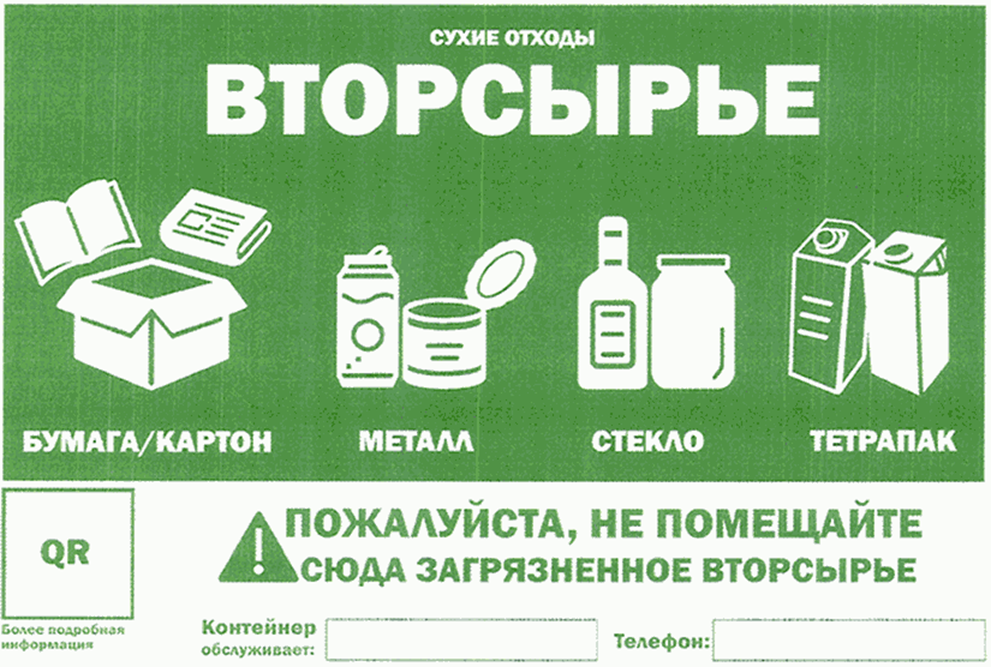 СУХИЕ ОТХОДЫ
ВТОРСЫРЬЕ
БУМАГА/КАРТОН МЕТАЛЛ СТЕКЛО ТЕТРАПАК
QR
ПОЖАЛУЙСТА, НЕ ПОМЕЩАЙТЕ
СЮДА ЗАГРЯЗНЕННОЕ ВТОРСЫРЬЕ
Более подробная
информация
Контейнер
обслуживает:
Телефон: